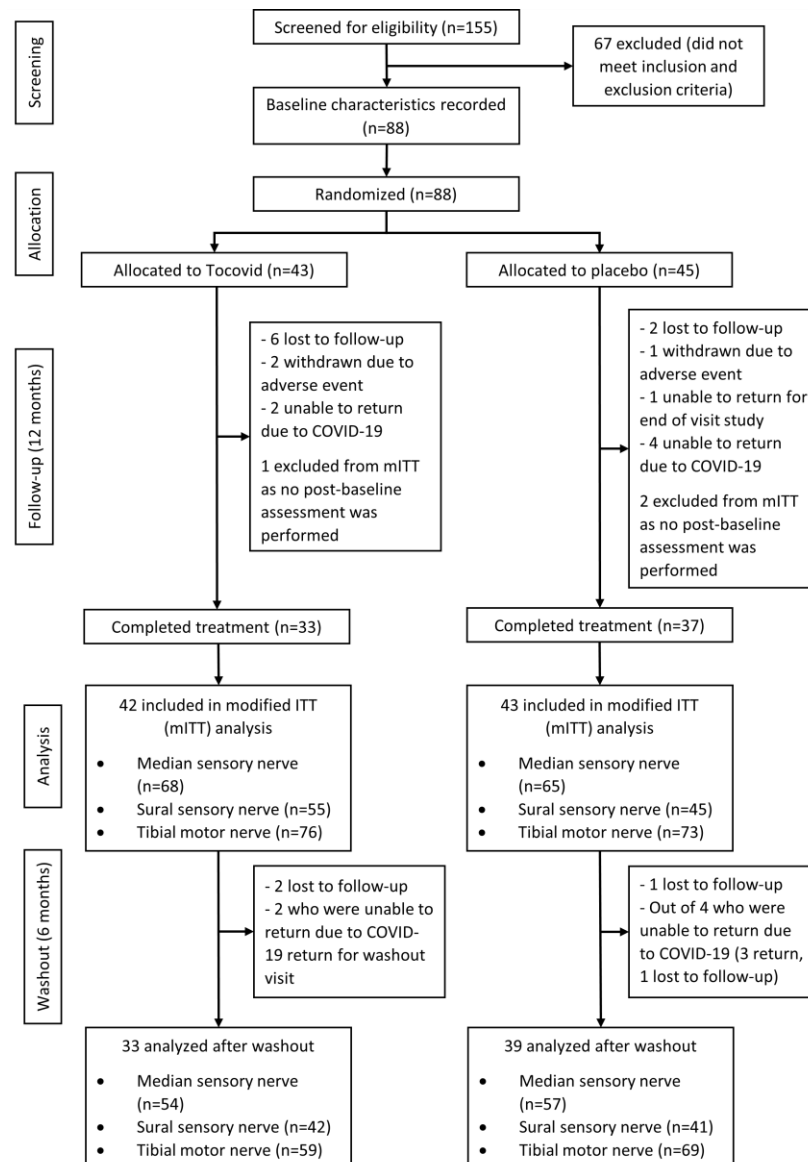 Screening
Screened for eligibility (n=155)
67 excluded (did not
meet inclusion and
exclusion criteria)
Baseline characteristics recorded
(n=88)
Allocation
Randomized (n=88)
Allocated to Tocovid (n=43)
Allocated to placebo (n=45)
Follow-up (12 months)
- 6 lost to follow-up
- 2 withdrawn due to
adverse event
- 2 unable to return
due to COVID-19
1 excluded from mITT
as no post-baseline
assessment was
performed
- 2 lost to follow-up
- 1 withdrawn due to
adverse event
- 1 unable to return for
end of visit study
- 4 unable to return
due to COVID-19
2 excluded from mITT
as no post-baseline
assessment was
performed
Completed treatment (n=33)
Completed treatment (n=37)
Analysis
42 included in modified ITT
(mITT) analysis
• Median sensory nerve
(n=68)
• Sural sensory nerve (n=55)
• Tibial motor nerve (n=76)
43 included in modified ITT
(mITT) analysis
• Median sensory nerve
(n=65)
• Sural sensory nerve (n=45)
• Tibial motor nerve (n=73)
Washout (6 months)
- 2 lost to follow-up
- 2 who were unable to
return due to COVID-
19 return for washout
visit
- 1 lost to follow-up
- Out of 4 who were
unable to return due
to COVID-19 (3 return,
1 lost to follow-up)
33 analyzed after washout
• Median sensory nerve
(n=54)
• Sural sensory nerve (n=42)
• Tibial motor nerve (n=59)
39 analyzed after washout
• Median sensory nerve
(n=57)
• Sural sensory nerve (n=41)
• Tibial motor nerve (n=69)